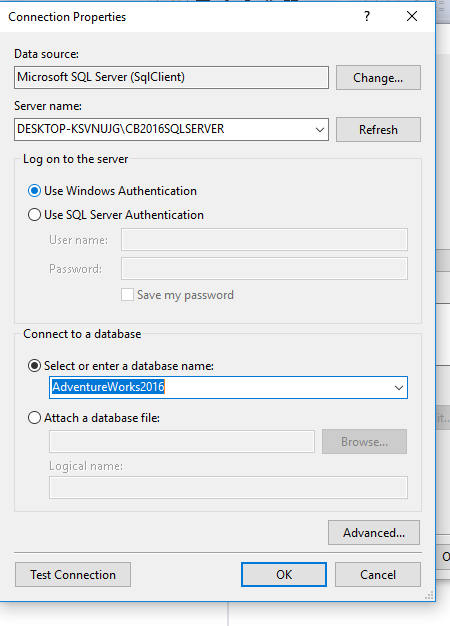 Connection Properties
?
Data source:
Microsoft SQL Server (SqlClient)
Change...
Server name:
DESKTOP-KSVNUJG\CB2016SQLSERVER
Refresh
Log on to the server
Use Windows Authentication
Use SQL Server Authentication
User name:
Password:
Save my password
Connect to a database
Select or enter a database name:
AdventureWorks2016
Attach a database file:
Browse...
Logical name:
Advanced...
Test Connection
OK
Cancel
it...
O